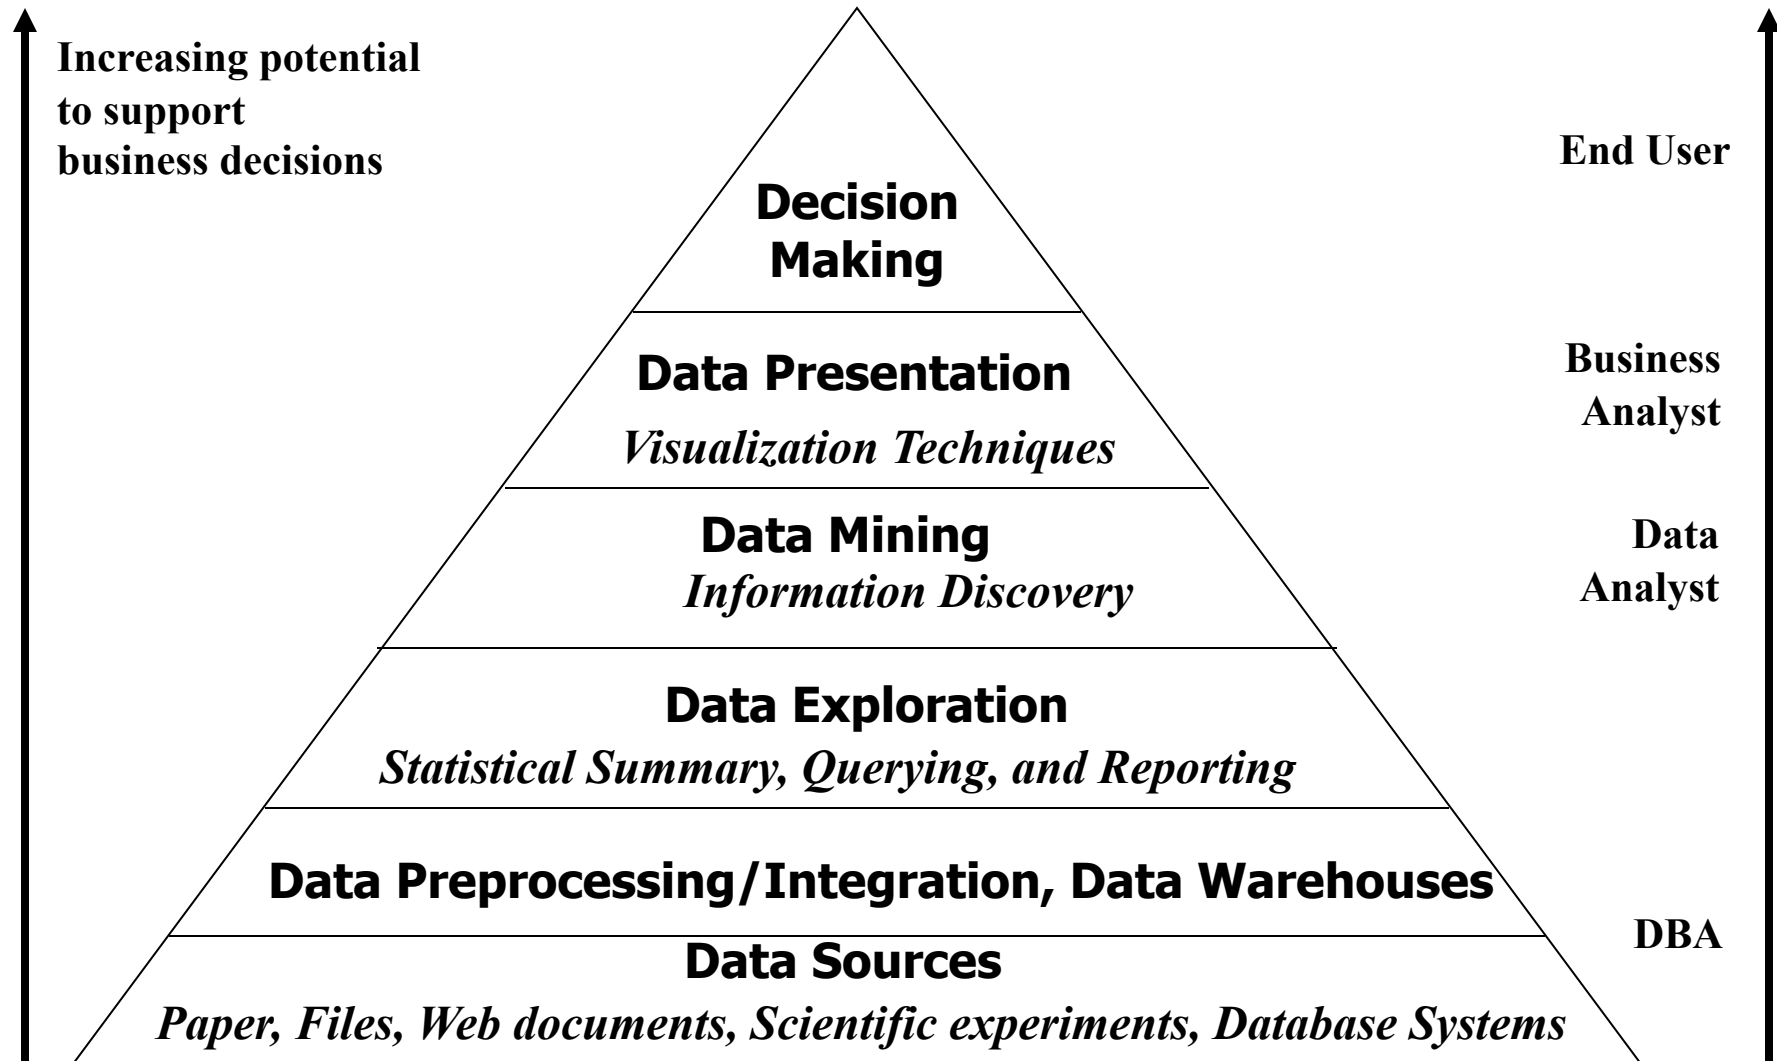 Increasing potential
to support
business decisions
End User
Decision
Making
Business
Analyst
Data Presentation
Visualization Techniques
Data
Analyst
Data Mining
Information Discovery
Data Exploration
Statistical Summary, Querying, and Reporting
Data Preprocessing/Integration, Data Warehouses
DBA
Data Sources
Paper, Files, Web documents, Scientific experiments, Database Systems